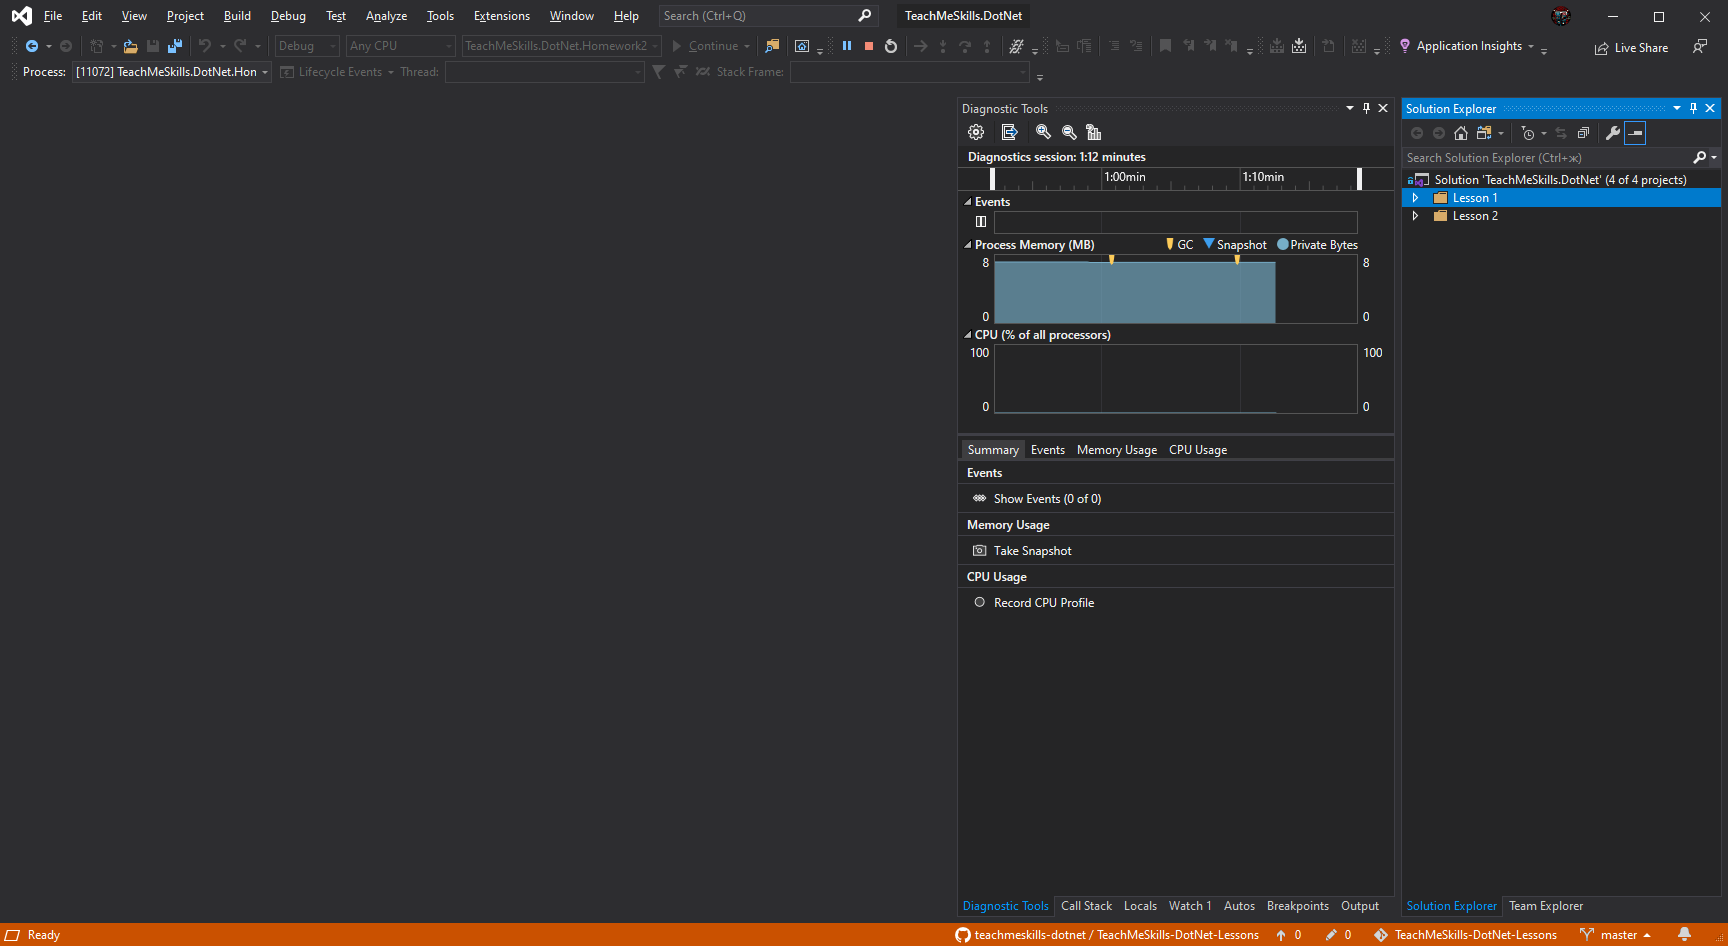 File Edit View Project Build Debug Test Analyze Tools Extensions Window Help Search (Ctrl+Q) TeachMeSkills.DotNet
Debug Any CPU TeachMeSkills.DotNet.Homework2 Continue Application Insights Live Share
Process: [11072] TeachMeSkills.DotNet.Hon Lifecycle Events Thread: Stack Frame:
Diagnostic Tools
Diagnostics session: 1:12 minutes
1:00min 1:10min
Events
Process Memory (MB) GC Snapshot Private Bytes
8 8
0 0
CPU (% of all processors)
100 100
0 0
Summary Events Memory Usage CPU Usage
Events
Show Events (0 of 0)
Memory Usage
Take Snapshot
CPU Usage
Record CPU Profile
Diagnostic Tools Call Stack Locals Watch 1 Autos Breakpoints Output
Solution Explorer
Search Solution Explorer (Ctrl+ж)
Solution 'TeachMeSkills.DotNet' (4 of 4 projects)
Lesson 1
Lesson 2
Solution Explorer Team Explorer
Ready teachmeskills-dotnet / TeachMeSkills-DotNet-Lessons 0 0 TeachMeSkills-DotNet-Lessons master